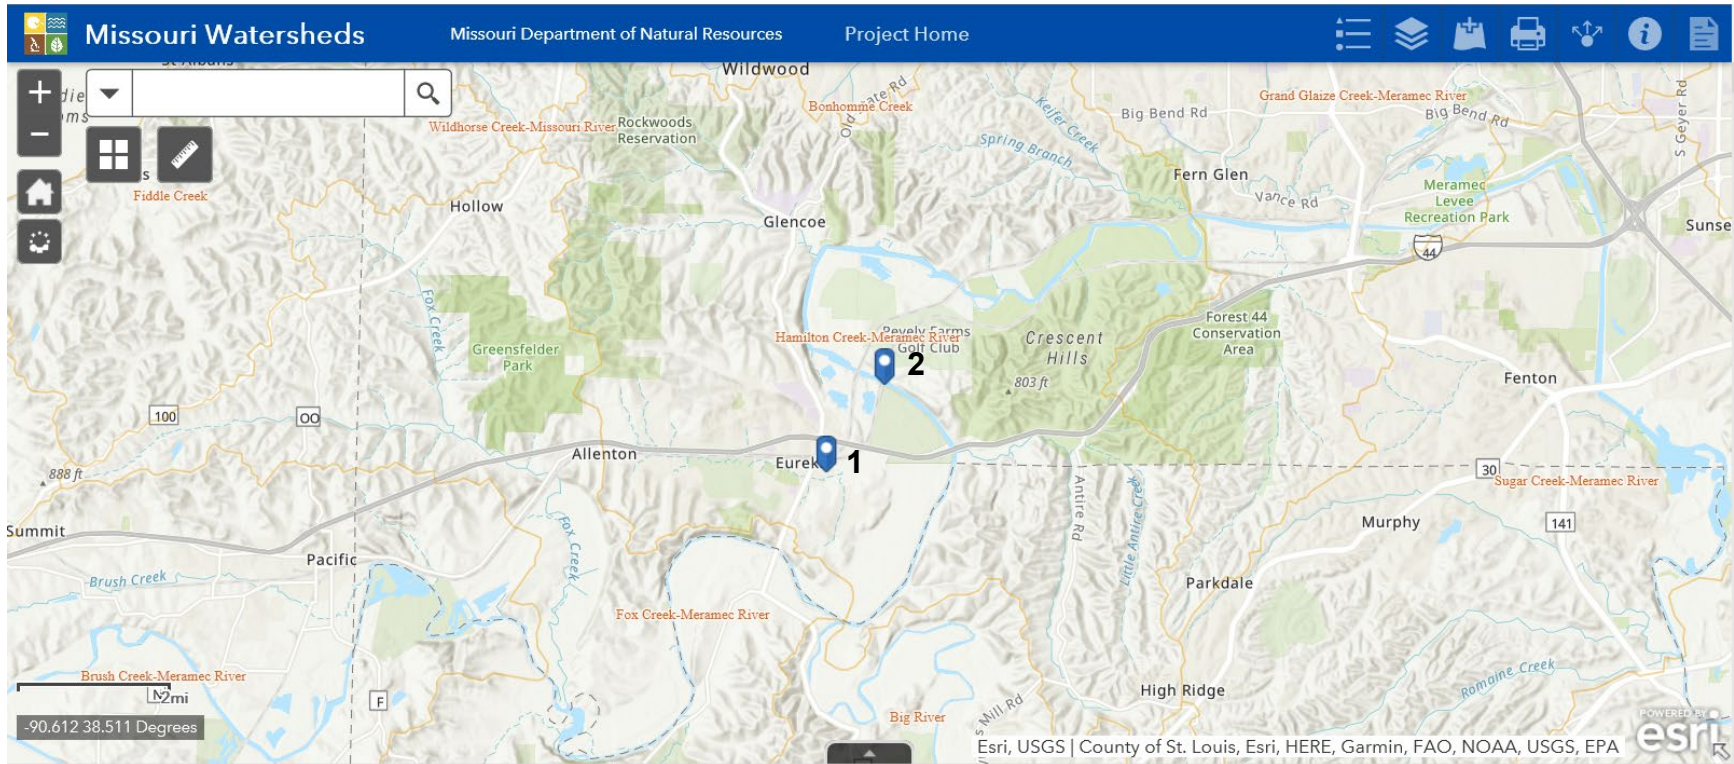 Missouri Watersheds
Missouri Department of Natural Resources
Project Home
St Albans
Wildwood
Bonhomme Creek
Wildhorse Creek-Missouri River
Rockwoods
Reservation
Keifer Creek
Big Bend Rd
Grand Glaize Creek-Meramec River
Big Bend Rd
S Geyer Rd
Spring Branch
Fern Glen
Vance Rd
Meramec
Levee
Recreation Park
Fiddle Creek
Hollow
Glencoe
Sunse
44
Fox Creek
Greensfelder
Park
Hamilton Creek-Meramec River
Pevely Farms
Golf Club
2
Crescent
Hills
803 ft
Forest 44
Conservation
Area
Fenton
100
OO
Allenton
Eurek
1
888 ft
Antire Rd
Little Antire Creek
30
Sugar Creek-Meramec River
141
Murphy
Summit
Pacific
Fox Creek
Brush Creek
Parkdale
Fox Creek-Meramec River
Brush Creek-Meramec River
N
2mi
F
High Ridge
Romaine Creek
Big River
Mill Rd
-90.612 38.511 Degrees
POWERED BY
esri
Esri, USGS | County of St. Louis, Esri, HERE, Garmin, FAO, NOAA, USGS, EPA